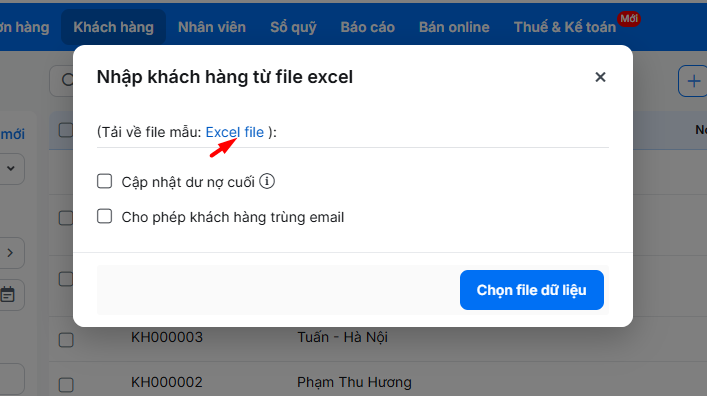 ơn hàng Khách hàng Nhân viên Sổ quỹ Báo cáo Bán online Thuế & Kế toán Mới
Nhập khách hàng từ file excel
mới
(Tải về file mẫu: Excel file ):
Cập nhật dư nợ cuối
Cho phép khách hàng trùng email
Chọn file dữ liệu
KH000003 Tuấn - Hà Nội
KH000002 Phạm Thu Hương